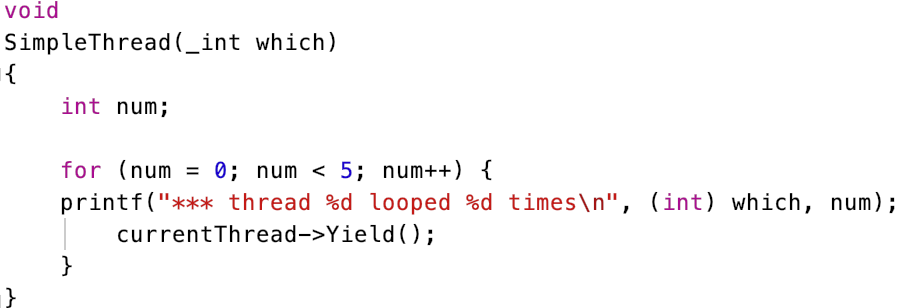 void
SimpleThread(_int which)
{
    int num;

    for (num = 0; num < 5; num++) {
    printf("*** thread %d looped %d times\n", (int) which, num);
        currentThread->Yield();
    }
}